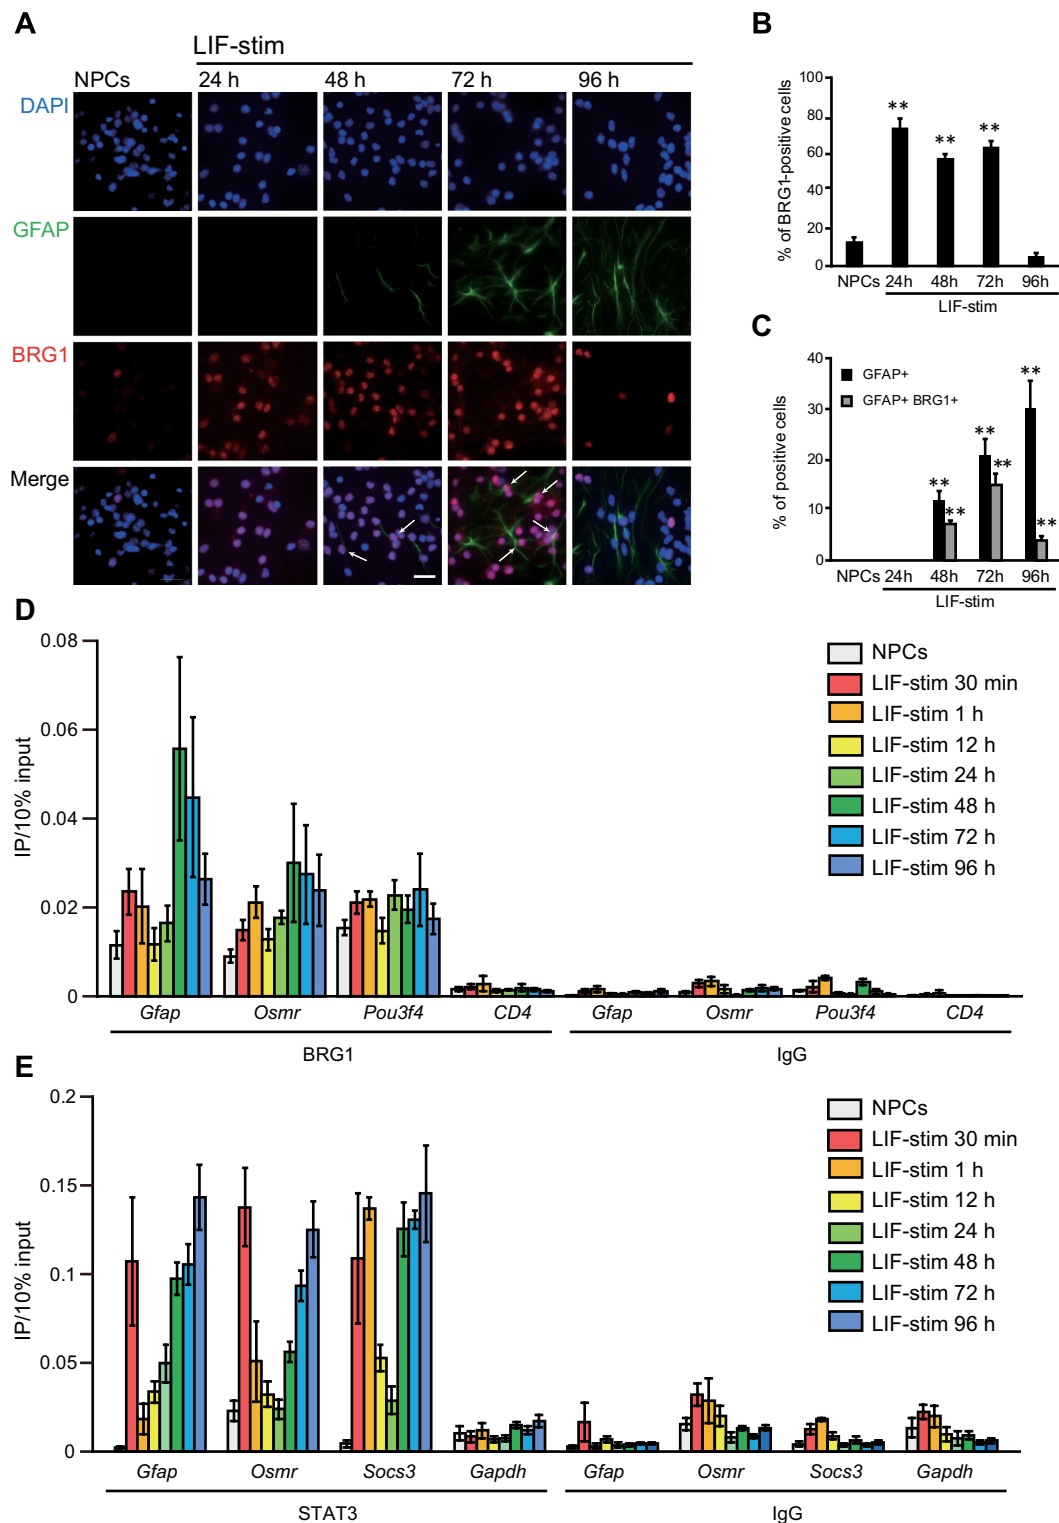 A
LIF-stim
NPCs 24 h 48 h 72 h 96 h
DAPI
GFAP
BRG1
Merge
B
% of BRG1-positive cells
100
80
60
40
20
0
** ** **
NPCs 24h 48h 72h 96h
LIF-stim
C
% of positive cells
40
30
20
10
0
GFAP+
GFAP+ BRG1+
** ** ** ** ** **
NPCs 24h 48h 72h 96h
LIF-stim
D
IP/10% input
0.08
0.06
0.04
0.02
0
NPCs
LIF-stim 30 min
LIF-stim 1 h
LIF-stim 12 h
LIF-stim 24 h
LIF-stim 48 h
LIF-stim 72 h
LIF-stim 96 h
Gfap Osmr Pou3f4 CD4 Gfap Osmr Pou3f4 CD4
BRG1 IgG
E
IP/10% input
0.2
0.15
0.1
0.05
0
NPCs
LIF-stim 30 min
LIF-stim 1 h
LIF-stim 12 h
LIF-stim 24 h
LIF-stim 48 h
LIF-stim 72 h
LIF-stim 96 h
Gfap Osmr Socs3 Gapdh Gfap Osmr Socs3 Gapdh
STAT3 IgG